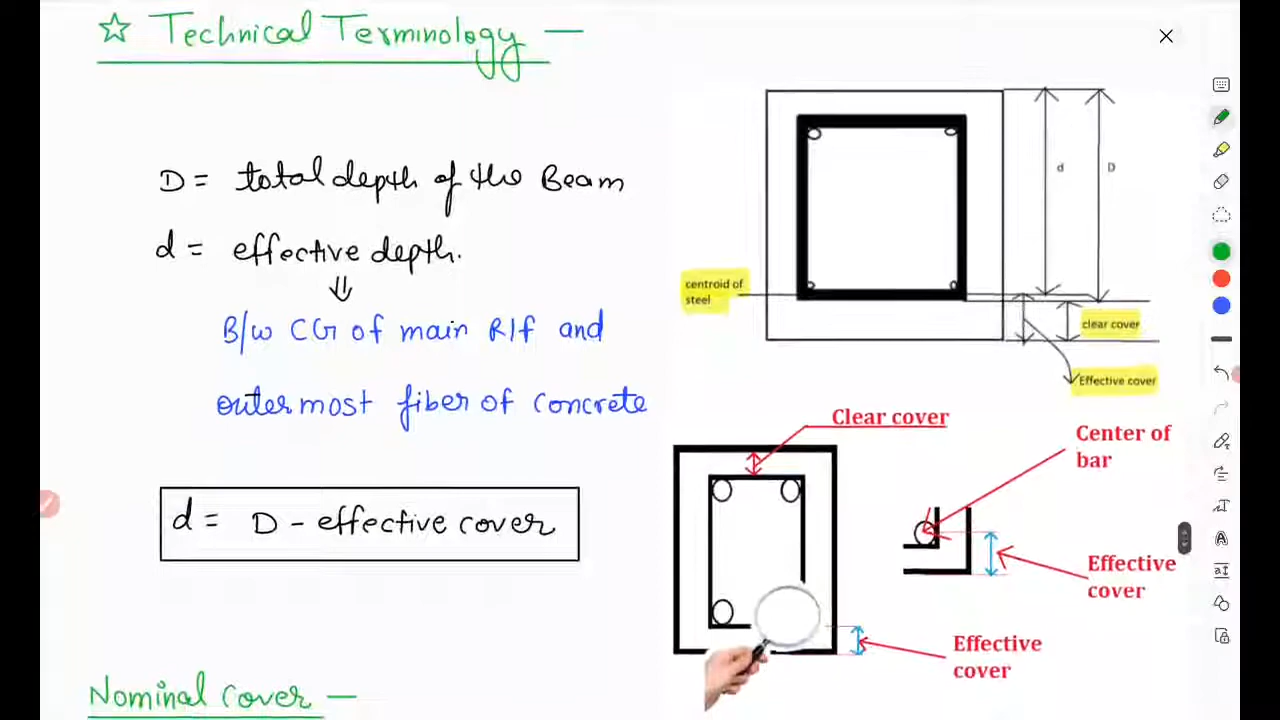 ☆ Technical Terminology —
D = total depth of the Beam
d = effective depth.
⇓
B/w CG of main R/f and
outermost fiber of concrete
d = D - effective cover
Nominal cover —
d
D
centroid of
steel
clear cover
Effective cover
Clear cover
Center of
bar
Effective
cover
Effective
cover